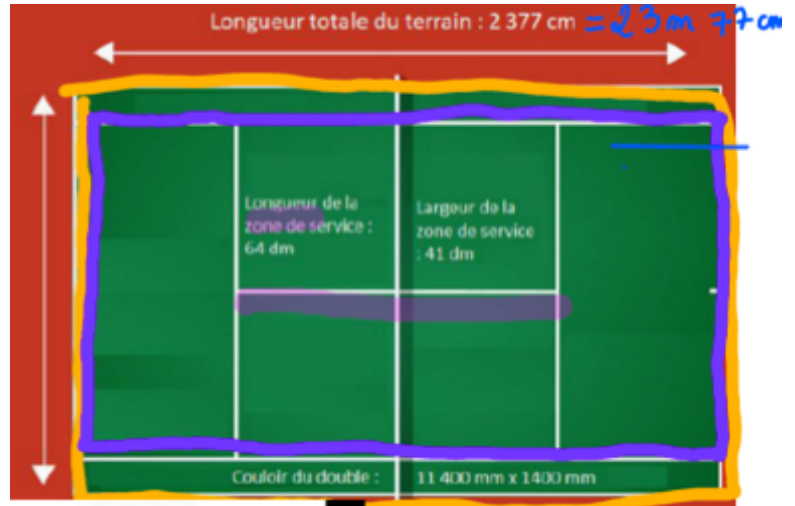 Longueur totale du terrain : 2 377 cm = 23 m 77 cm
Longueur de la
zone de service :
64 dm
Largeur de la
zone de service
: 41 dm
Couloir du double : 11 400 mm x 1400 mm